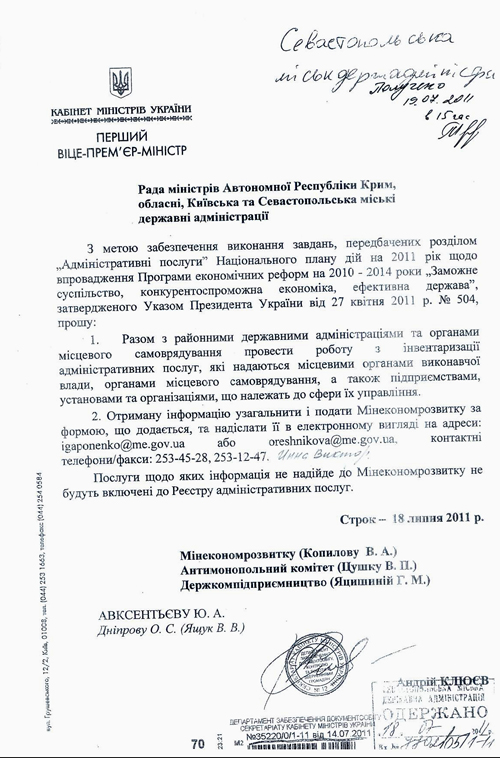 Севастопольська
міськдержадміністра
Получено
19.07.2011
в 15 час
КАБІНЕТ МІНІСТРІВ УКРАЇНИ
ПЕРШИЙ
ВІЦЕ-ПРЕМ'ЄР-МІНІСТР
Рада міністрів Автономної Республіки Крим,
обласні, Київська та Севастопольська міські
державні адміністрації
З метою забезпечення виконання завдань, передбачених розділом
„Адміністративні послуги” Національного плану дій на 2011 рік щодо
впровадження Програми економічних реформ на 2010 - 2014 роки „Заможне
суспільство, конкурентоспроможна економіка, ефективна держава”,
затвердженого Указом Президента України від 27 квітня 2011 р. № 504,
прошу:
1. Разом з районними державними адміністраціями та органами
місцевого самоврядування провести роботу з інвентаризації
адміністративних послуг, які надаються місцевими органами виконавчої
влади, органами місцевого самоврядування, а також підприємствами,
установами та організаціями, що належать до сфери їх управління.
2. Отриману інформацію узагальнити і подати Мінекономрозвитку за
формою, що додається, та надіслати її в електронному вигляді на адреси:
igaponenko@me.gov.ua або oreshnikova@me.gov.ua, контактні
телефони/факси: 253-45-28, 253-12-47. Инна Виктор.
Послуги щодо яких інформація не надійде до Мінекономрозвитку не
будуть включені до Реєстру адміністративних послуг.
Строк – 18 липня 2011 р.
Мінекономрозвитку (Копилову В. А.)
Антимонопольний комітет (Цушку В. П.)
Держкомпідприємництво (Яцишиній Г. М.)
АВКСЕНТЬЄВУ Ю. А.
Дніпрову О. С. (Ящук В. В.)
Андрій КЛЮЄВ
ДЕРЖАВНА АДМІНІСТРАЦІЯ
ОДЕРЖАНО
18 07 2011
ДЕПАРТАМЕНТ ЗАБЕЗПЕЧЕННЯ ДОКУМЕНТООБІГУ
СЕКРЕТАРІАТУ КАБІНЕТУ МІНІСТРІВ УКРАЇНИ
№35220/0/1-11 від 14.07.2011
70
23:21
М2
вул. Грушевського, 12/2, Київ, 01008, тел. (044) 253 1663, телефакс (044) 254 0584